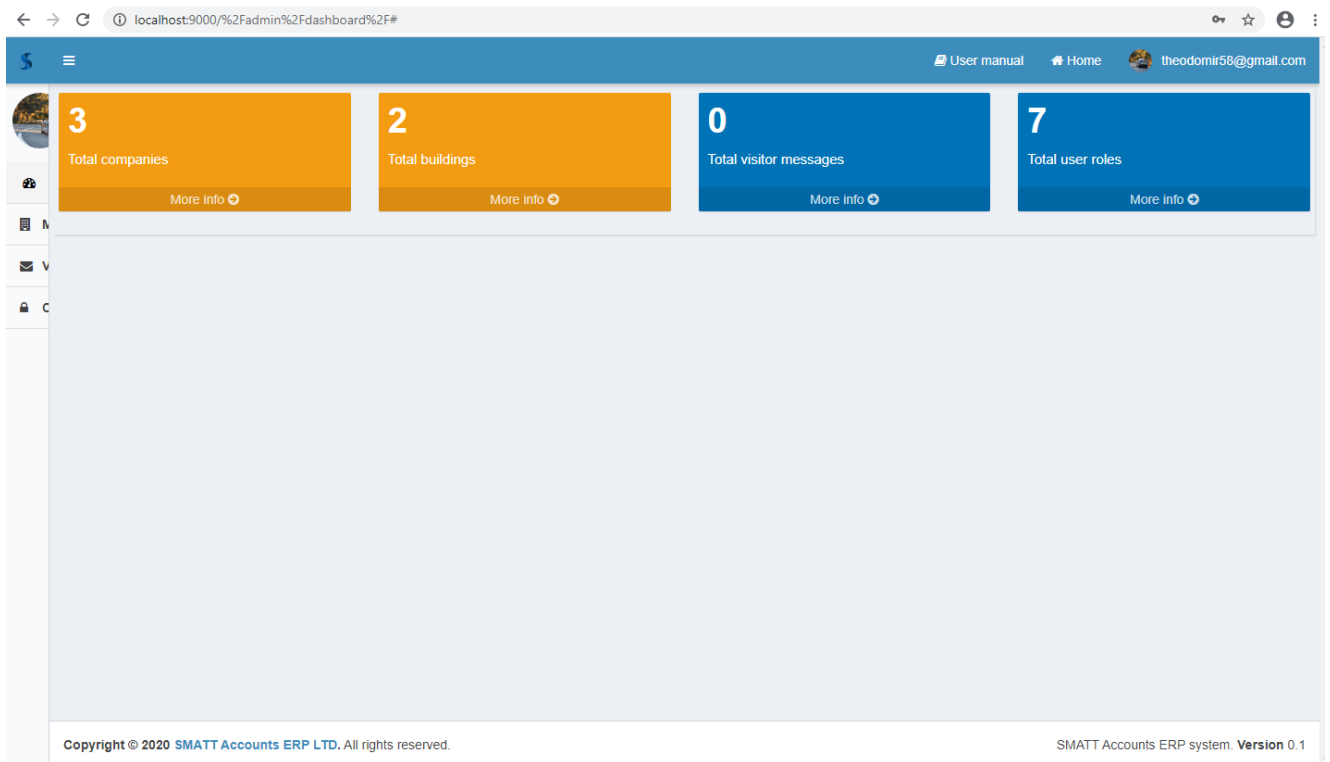 localhost:9000/%2Fadmin%2Fdashboard%2F#
User manual Home theodomir58@gmail.com
3 2 0 7
Total companies Total buildings Total visitor messages Total user roles
More info More info More info More info
M
V
C
Copyright © 2020 SMATT Accounts ERP LTD. All rights reserved. SMATT Accounts ERP system. Version 0.1